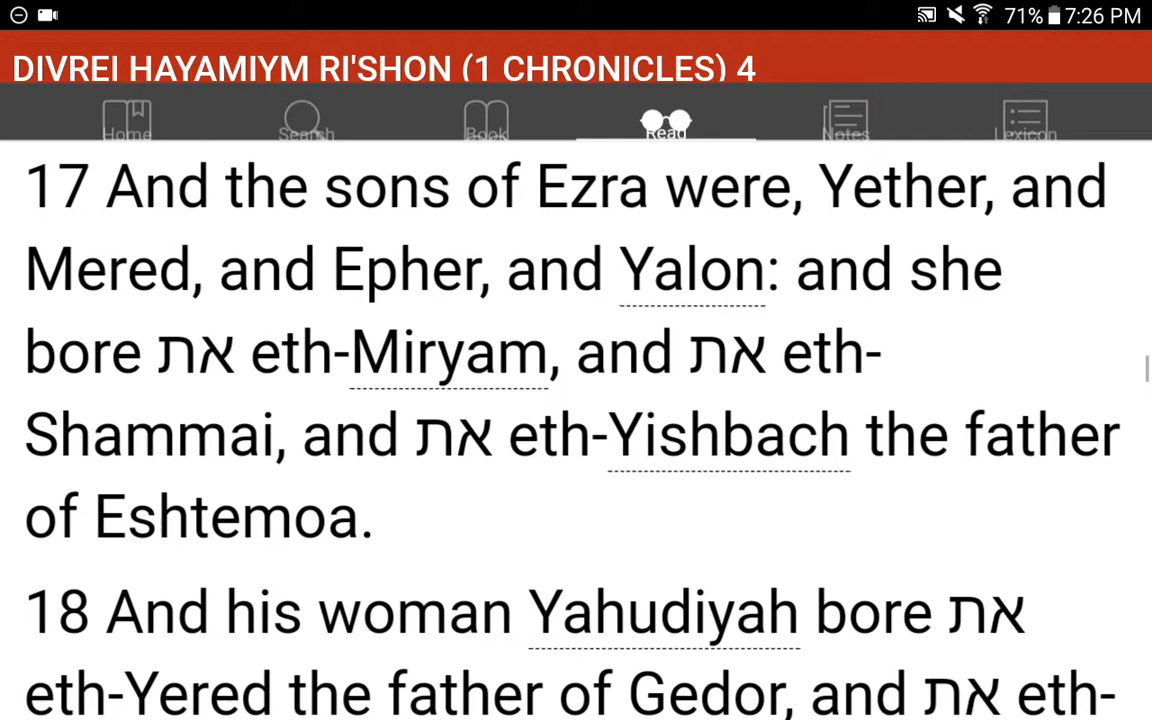 71% 7:26 PM
DIVREI HAYAMIYM RI'SHON (1 CHRONICLES) 4
Home Search Book Read Notes Lexicon
17 And the sons of Ezra were, Yether, and
Mered, and Epher, and Yalon: and she
bore את eth-Miryam, and את eth-
Shammai, and את eth-Yishbach the father
of Eshtemoa.
18 And his woman Yahudiyah bore את
eth-Yered the father of Gedor, and את eth-